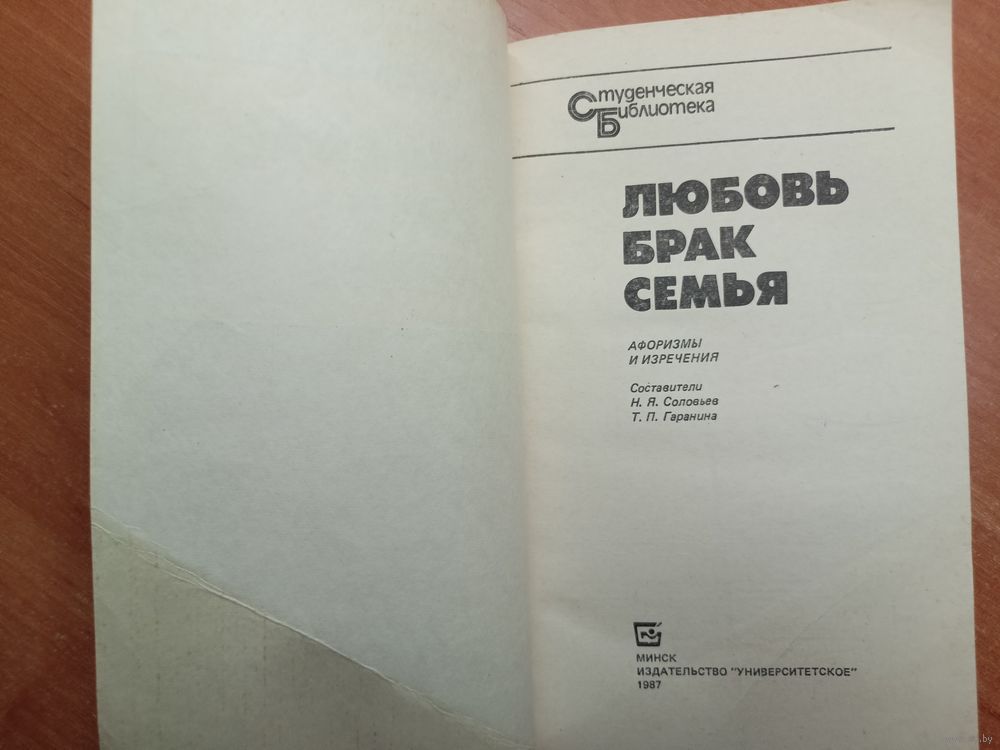 Студенческая
Библиотека
ЛЮБОВЬ
БРАК
СЕМЬЯ
АФОРИЗМЫ
И ИЗРЕЧЕНИЯ
Составители
Н. Я. Соловьев
Т. П. Гаранина
МИНСК
ИЗДАТЕЛЬСТВО "УНИВЕРСИТЕТСКОЕ"
1987